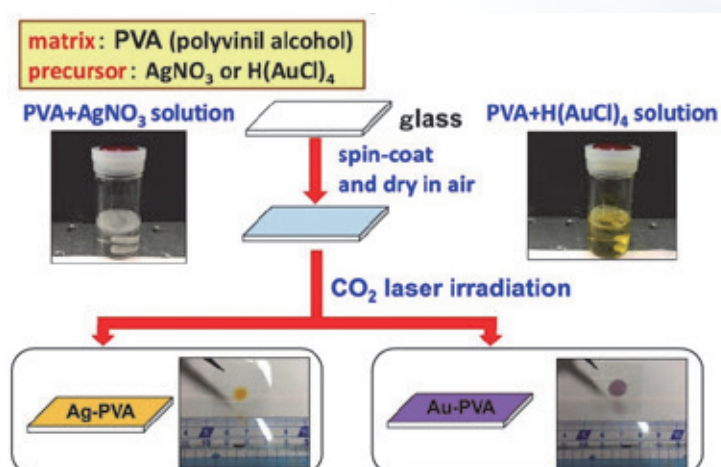 matrix: PVA (polyvinil alcohol)
precursor: AgNO₃ or H(AuCl)₄
PVA+AgNO₃ solution
glass
PVA+H(AuCl)₄ solution
spin-coat
and dry in air
CO₂ laser irradiation
Ag-PVA
Au-PVA